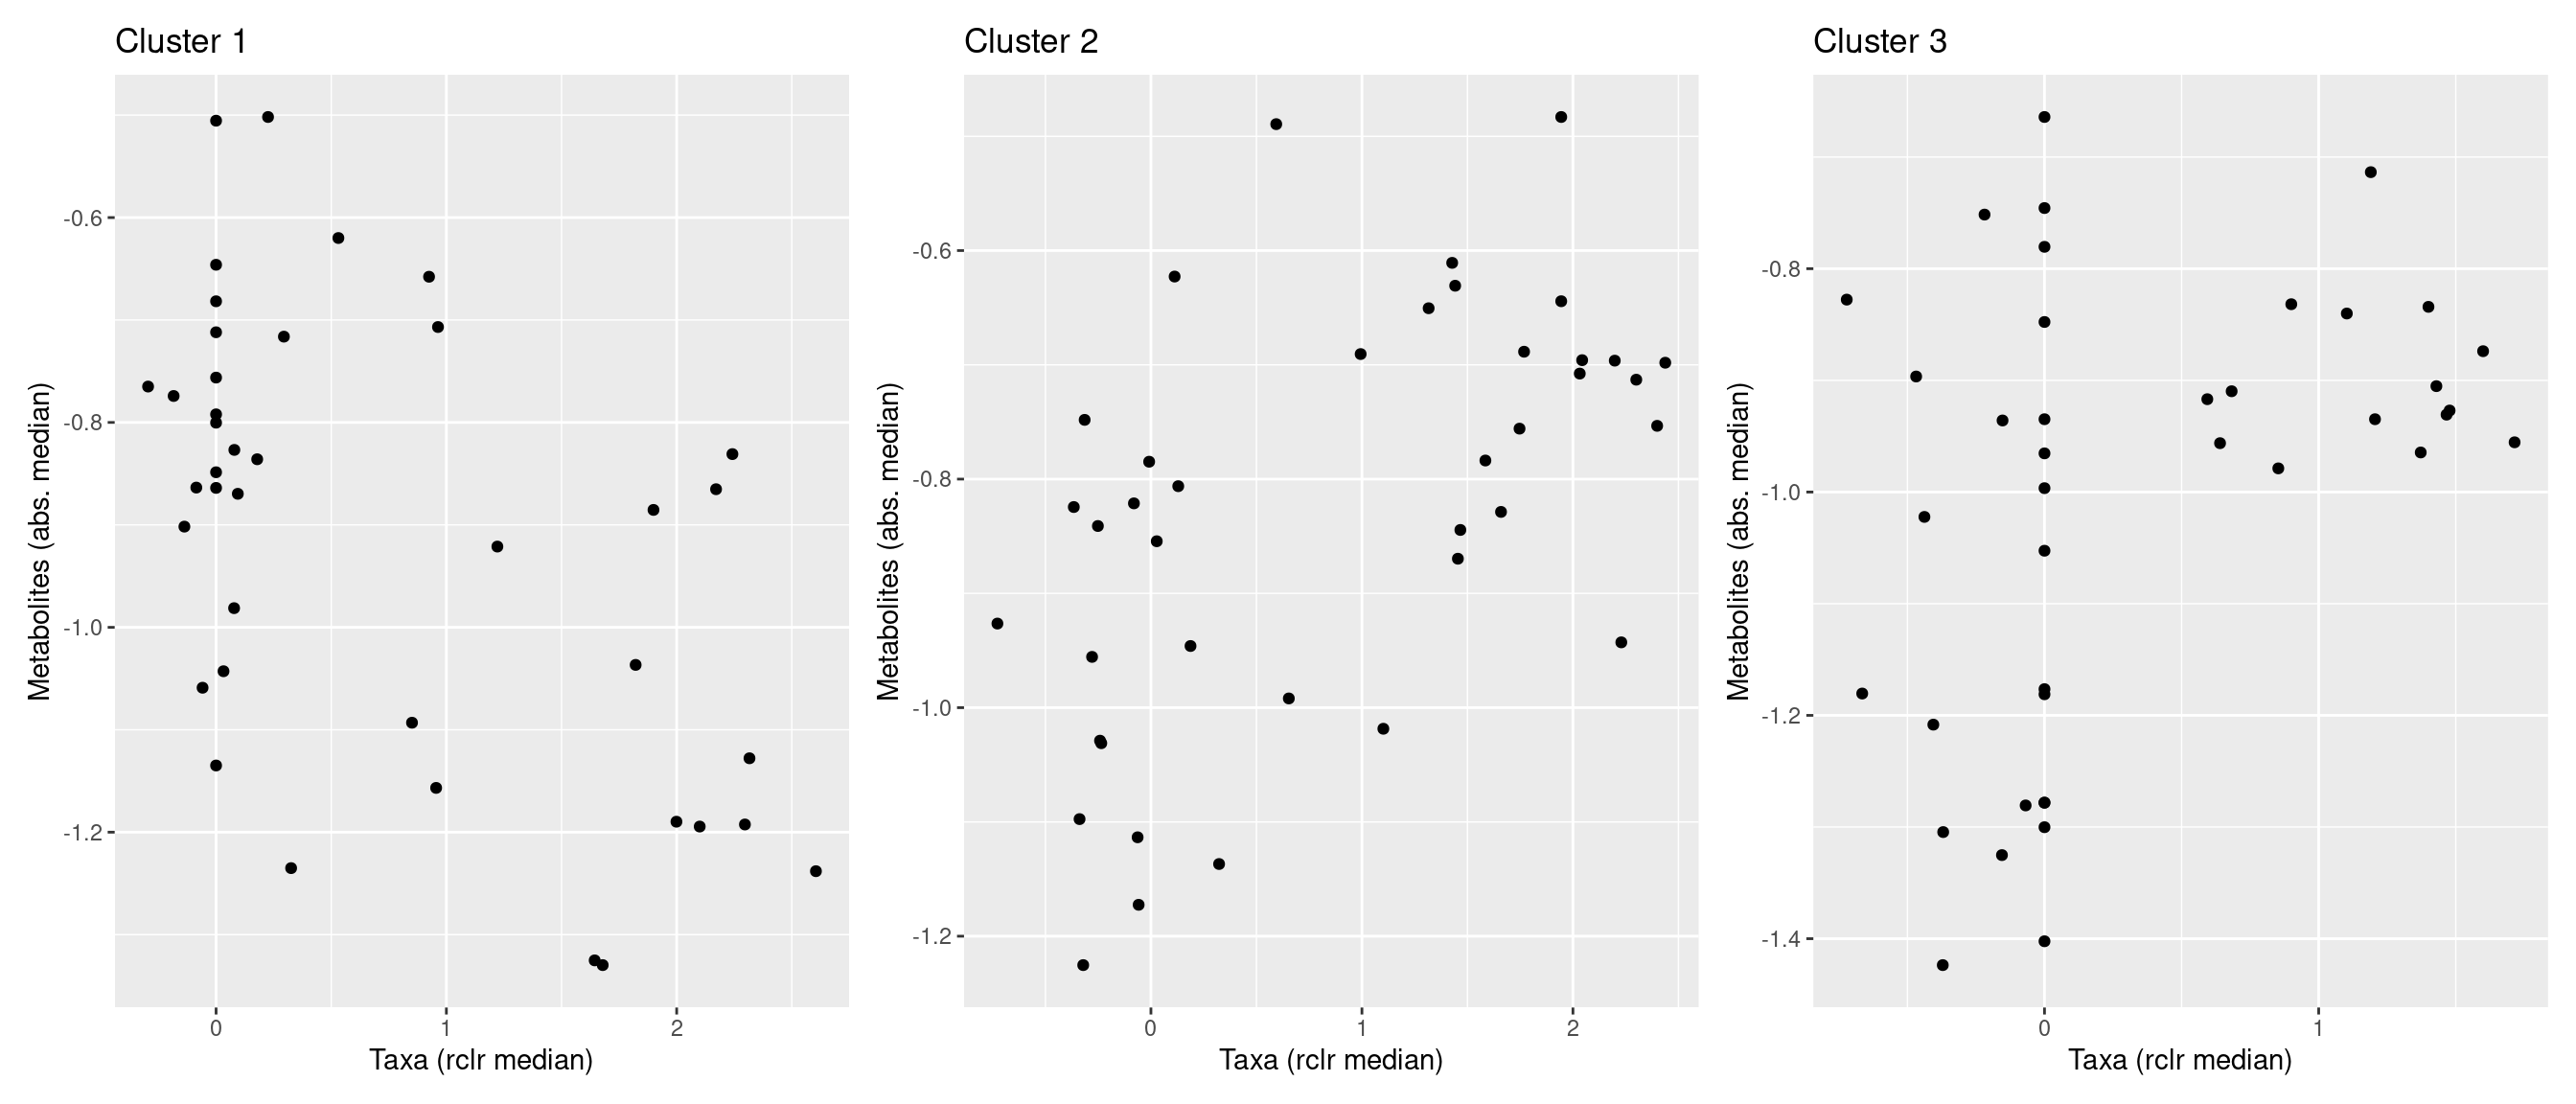 Cluster 1
-0.6
-0.8
-1.0
-1.2
0 1 2
Taxa (rclr median)
Metabolites (abs. median)
Cluster 2
-0.6
-0.8
-1.0
-1.2
0 1 2
Taxa (rclr median)
Metabolites (abs. median)
Cluster 3
-0.8
-1.0
-1.2
-1.4
0 1
Taxa (rclr median)
Metabolites (abs. median)